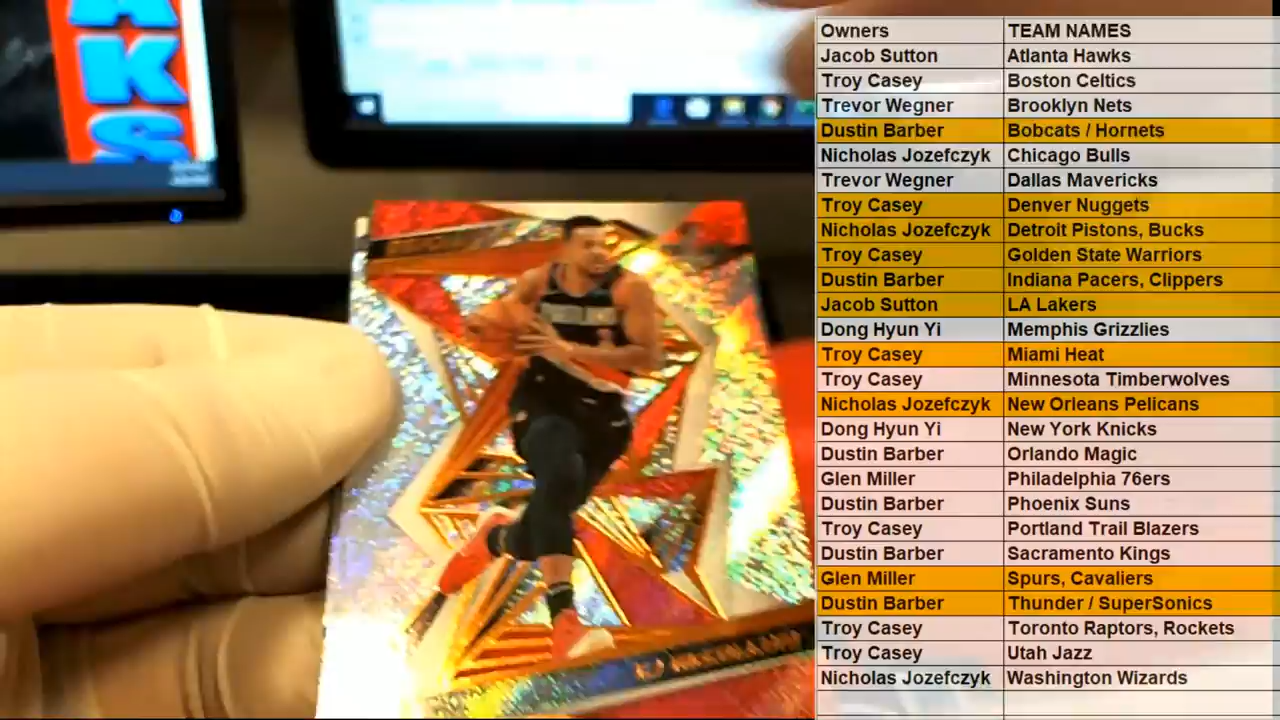 AKS
Owners TEAM NAMES
Jacob Sutton Atlanta Hawks
Troy Casey Boston Celtics
Trevor Wegner Brooklyn Nets
Dustin Barber Bobcats / Hornets
Nicholas Jozefczyk Chicago Bulls
Trevor Wegner Dallas Mavericks
Troy Casey Denver Nuggets
Nicholas Jozefczyk Detroit Pistons, Bucks
Troy Casey Golden State Warriors
Dustin Barber Indiana Pacers, Clippers
Jacob Sutton LA Lakers
Dong Hyun Yi Memphis Grizzlies
Troy Casey Miami Heat
Troy Casey Minnesota Timberwolves
Nicholas Jozefczyk New Orleans Pelicans
Dong Hyun Yi New York Knicks
Dustin Barber Orlando Magic
Glen Miller Philadelphia 76ers
Dustin Barber Phoenix Suns
Troy Casey Portland Trail Blazers
Dustin Barber Sacramento Kings
Glen Miller Spurs, Cavaliers
Dustin Barber Thunder / SuperSonics
Troy Casey Toronto Raptors, Rockets
Troy Casey Utah Jazz
Nicholas Jozefczyk Washington Wizards